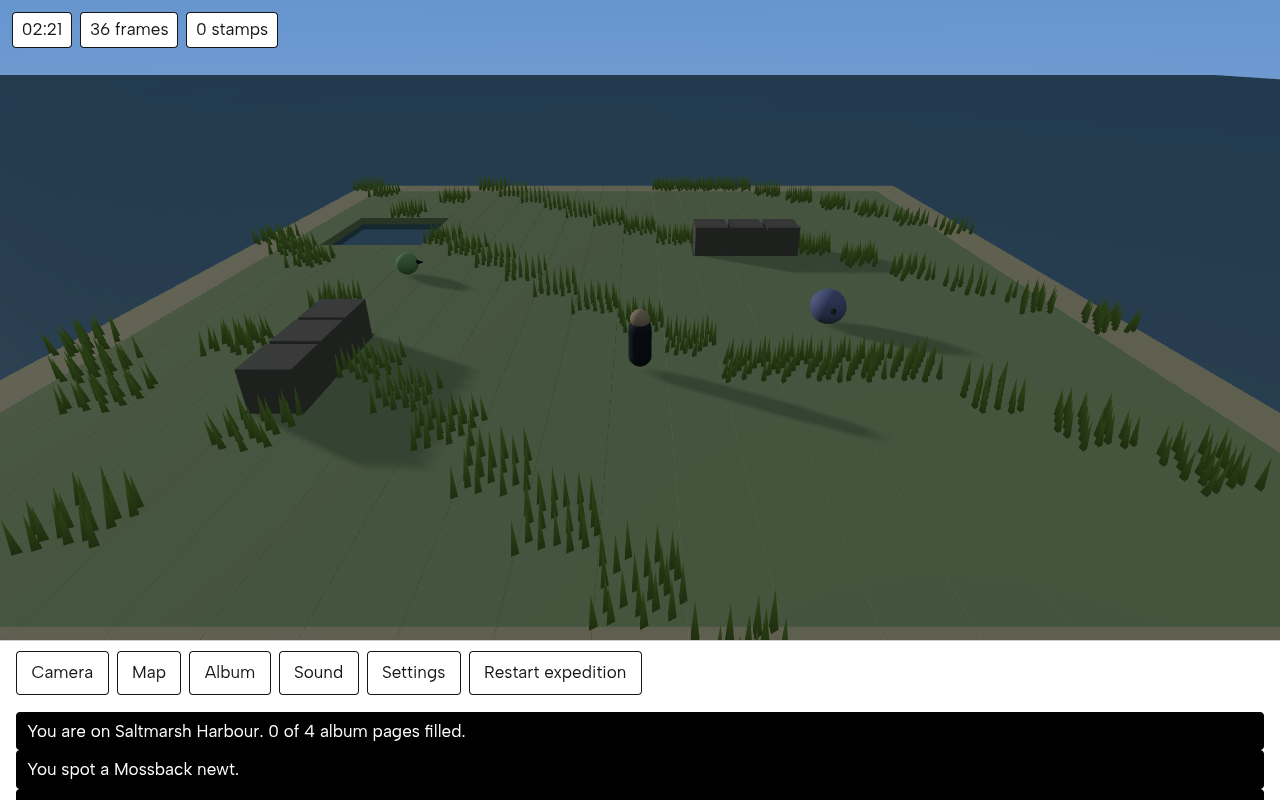 02:21
36 frames
0 stamps
Camera
Map
Album
Sound
Settings
Restart expedition
You are on Saltmarsh Harbour. 0 of 4 album pages filled.
You spot a Mossback newt.